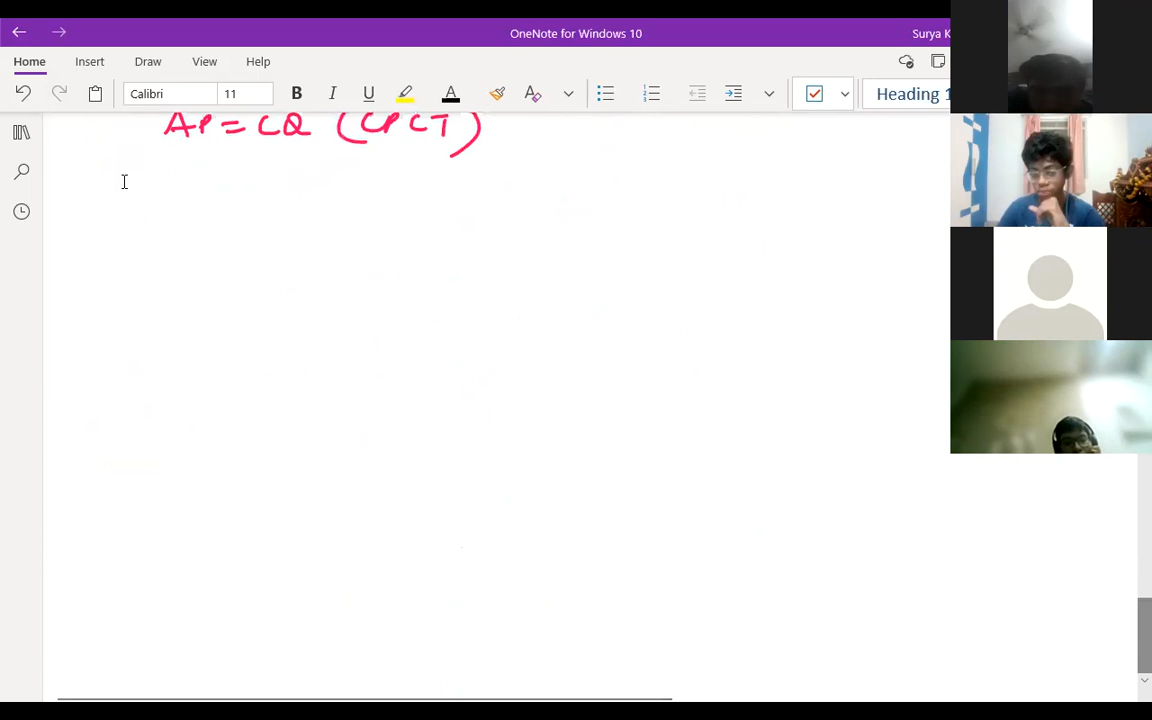 OneNote for Windows 10
Surya K
Home Insert Draw View Help
Calibri 11 B I U A A Heading 1
AP = CQ (CPCT)